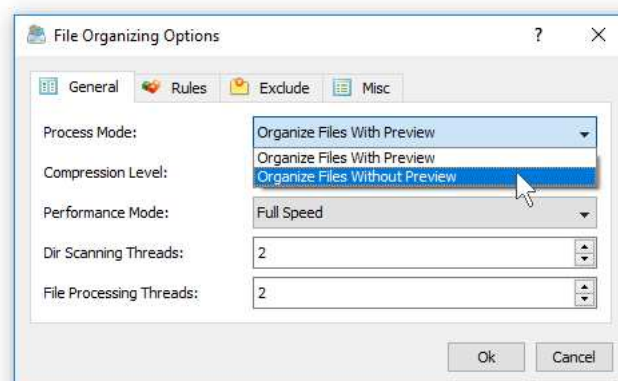 File Organizing Options ?
General Rules Exclude Misc
Process Mode: Organize Files With Preview
Organize Files With Preview
Compression Level: Organize Files Without Preview
Performance Mode: Full Speed
Dir Scanning Threads: 2
File Processing Threads: 2
Ok Cancel